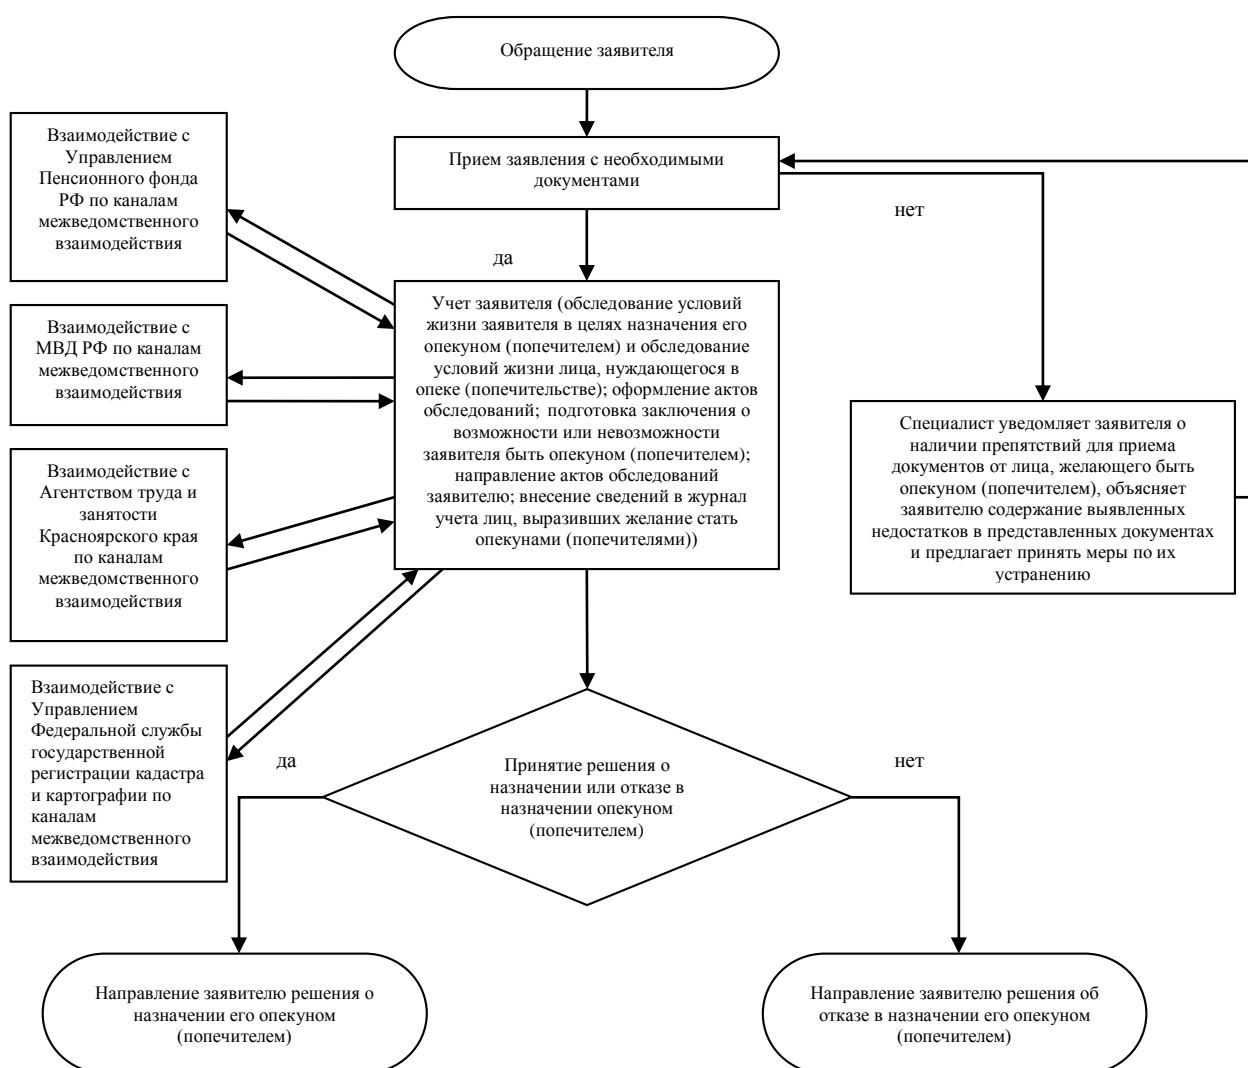 Обращение заявителя
Прием заявления с необходимыми
документами
нет
да
Взаимодействие с
Управлением
Пенсионного фонда
РФ по каналам
межведомственного
взаимодействия
Взаимодействие с
МВД РФ по каналам
межведомственного
взаимодействия
Взаимодействие с
Агентством труда и
занятости
Красноярского края
по каналам
межведомственного
взаимодействия
Взаимодействие с
Управлением
Федеральной службы
государственной
регистрации кадастра
и картографии по
каналам
межведомственного
взаимодействия
Учет заявителя (обследование условий
жизни заявителя в целях назначения его
опекуном (попечителем) и обследование
условий жизни лица, нуждающегося в
опеке (попечительстве); оформление актов
обследований; подготовка заключения о
возможности или невозможности
заявителя быть опекуном (попечителем);
направление актов обследований
заявителю; внесение сведений в журнал
учета лиц, выразивших желание стать
опекунами (попечителями))
Специалист уведомляет заявителя о
наличии препятствий для приема
документов от лица, желающего быть
опекуном (попечителем), объясняет
заявителю содержание выявленных
недостатков в представленных документах
и предлагает принять меры по их
устранению
да
Принятие решения о
назначении или отказе в
назначении опекуном
(попечителем)
нет
Направление заявителю решения о
назначении его опекуном
(попечителем)
Направление заявителю решения об
отказе в назначении его опекуном
(попечителем)